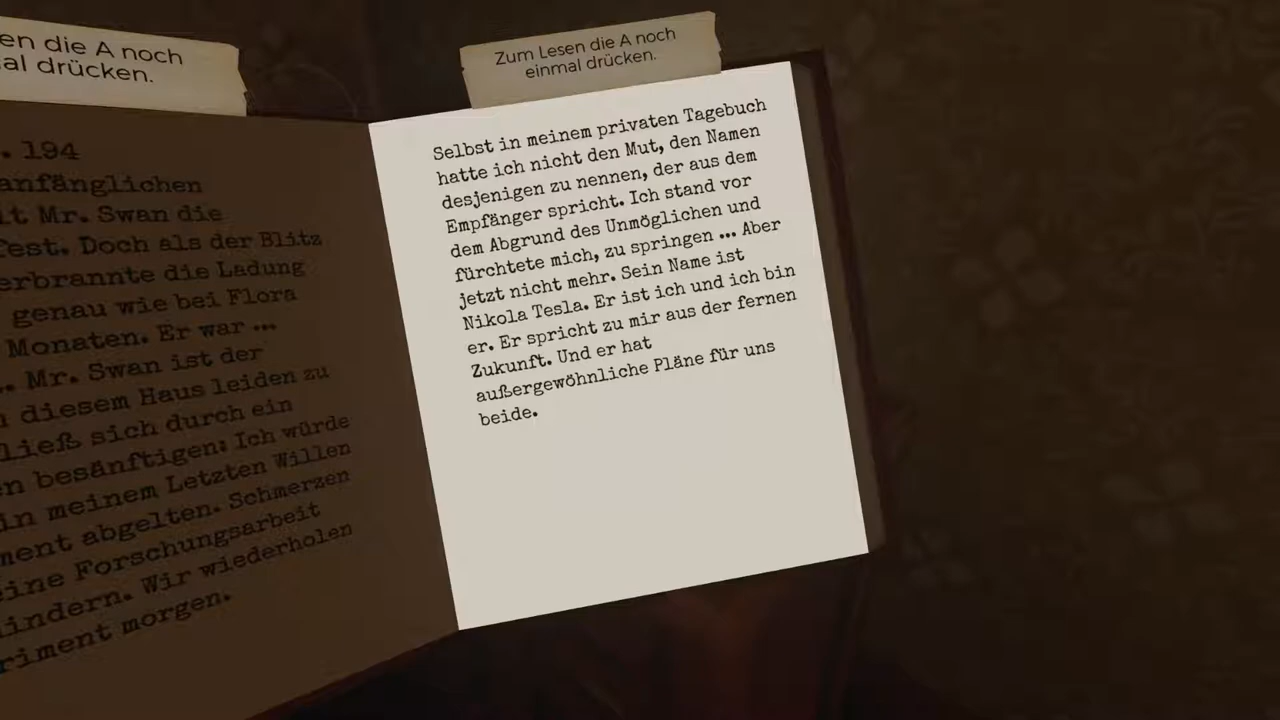 en die A noch
al drücken.
. 194
anfänglichen
it Mr. Swan die
fest. Doch als der Blitz
erbrannte die Ladung
genau wie bei Flora
Monaten. Er war ...
. Mr. Swan ist der
diesem Haus leiden zu
ließ sich durch ein
en besänftigen: Ich würde
in meinem Letzten Willen
ment abgelten. Schmerzen
eine Forschungsarbeit
indern. Wir wiederholen
riment morgen.
Zum Lesen die A noch
einmal drücken.
Selbst in meinem privaten Tagebuch
hatte ich nicht den Mut, den Namen
desjenigen zu nennen, der aus dem
Empfänger spricht. Ich stand vor
dem Abgrund des Unmöglichen und
fürchtete mich, zu springen ... Aber
jetzt nicht mehr. Sein Name ist
Nikola Tesla. Er ist ich und ich bin
er. Er spricht zu mir aus der fernen
Zukunft. Und er hat
außergewöhnliche Pläne für uns
beide.